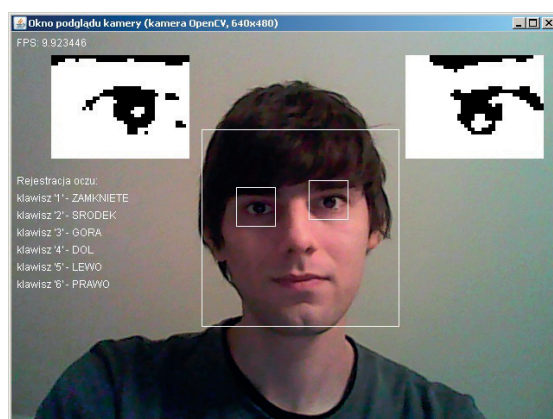 Okno podglądu kamery (kamera OpenCV, 640x480)
FPS: 9.923446
Rejestracja oczu:
klawisz '1' - ZAMKNIETE
klawisz '2' - SRODEK
klawisz '3' - GORA
klawisz '4' - DOL
klawisz '5' - LEWO
klawisz '6' - PRAWO